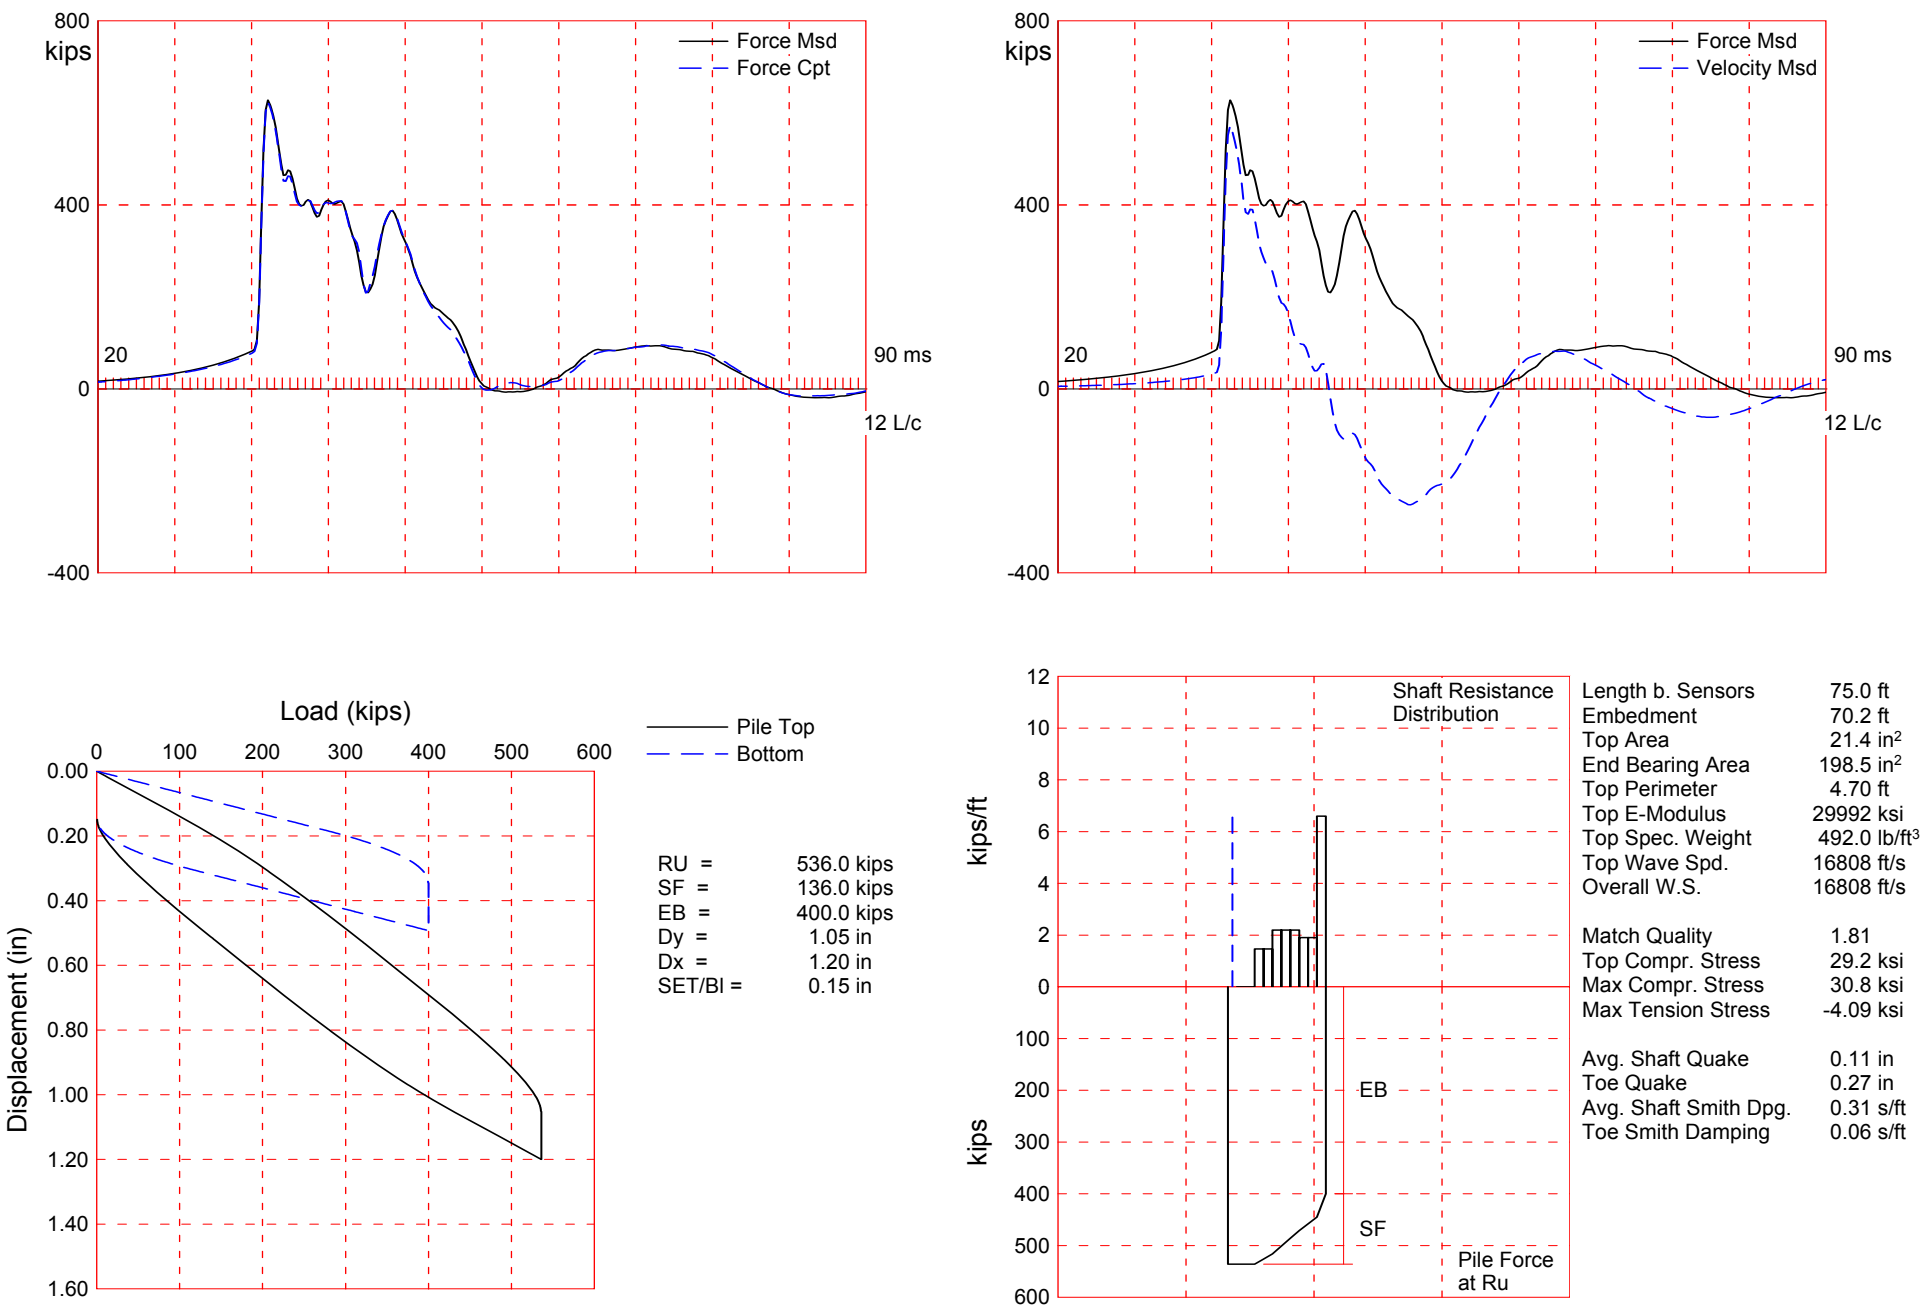 800
kips
400
0
-400
Force Msd
Force Cpt
20
90 ms
12 L/c
800
kips
400
0
-400
Force Msd
Velocity Msd
20
90 ms
12 L/c
Load (kips)
0 100 200 300 400 500 600
0.00
0.20
0.40
0.60
0.80
1.00
1.20
1.40
1.60
Displacement (in)
Pile Top
Bottom
RU = 536.0 kips
SF = 136.0 kips
EB = 400.0 kips
Dy = 1.05 in
Dx = 1.20 in
SET/Bl = 0.15 in
12
10
8
6
4
2
0
100
200
300
400
500
600
kips/ft
kips
Shaft Resistance
Distribution
EB
SF
Pile Force
at Ru
Length b. Sensors 75.0 ft
Embedment 70.2 ft
Top Area 21.4 in²
End Bearing Area 198.5 in²
Top Perimeter 4.70 ft
Top E-Modulus 29992 ksi
Top Spec. Weight 492.0 lb/ft³
Top Wave Spd. 16808 ft/s
Overall W.S. 16808 ft/s
Match Quality 1.81
Top Compr. Stress 29.2 ksi
Max Compr. Stress 30.8 ksi
Max Tension Stress -4.09 ksi
Avg. Shaft Quake 0.11 in
Toe Quake 0.27 in
Avg. Shaft Smith Dpg. 0.31 s/ft
Toe Smith Damping 0.06 s/ft